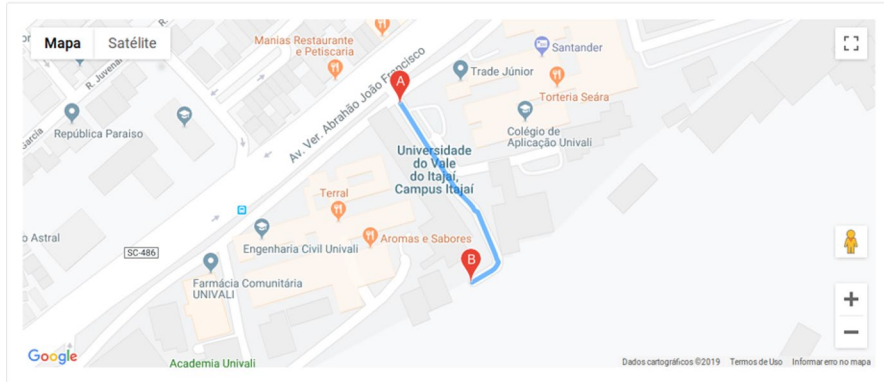 Mapa
Satélite
Manias Restaurante
e Petiscaria
R. Juvenal
Av. Ver. Abrahão João Francisco
Santander
Trade Júnior
Torteria Seára
A
República Paraiso
Colégio de
Aplicação Univali
Universidade
do Vale
do Itajaí,
Campus Itajaí
Terral
o Astral
SC-486
Engenharia Civil Univali
Aromas e Sabores
B
Farmácia Comunitária
UNIVALI
Google
Academia Univali
Dados cartográficos ©2019
Termos de Uso
Informar erro no mapa